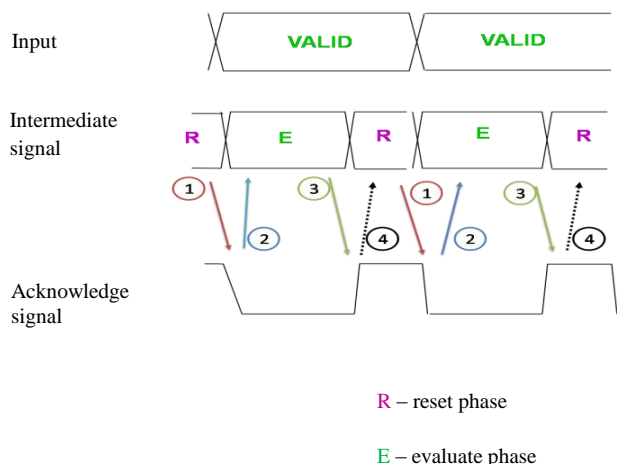 Input
VALID VALID
Intermediate
signal
R E R E R
1 3 1 3
2 4 2 4
Acknowledge
signal
R – reset phase
E – evaluate phase